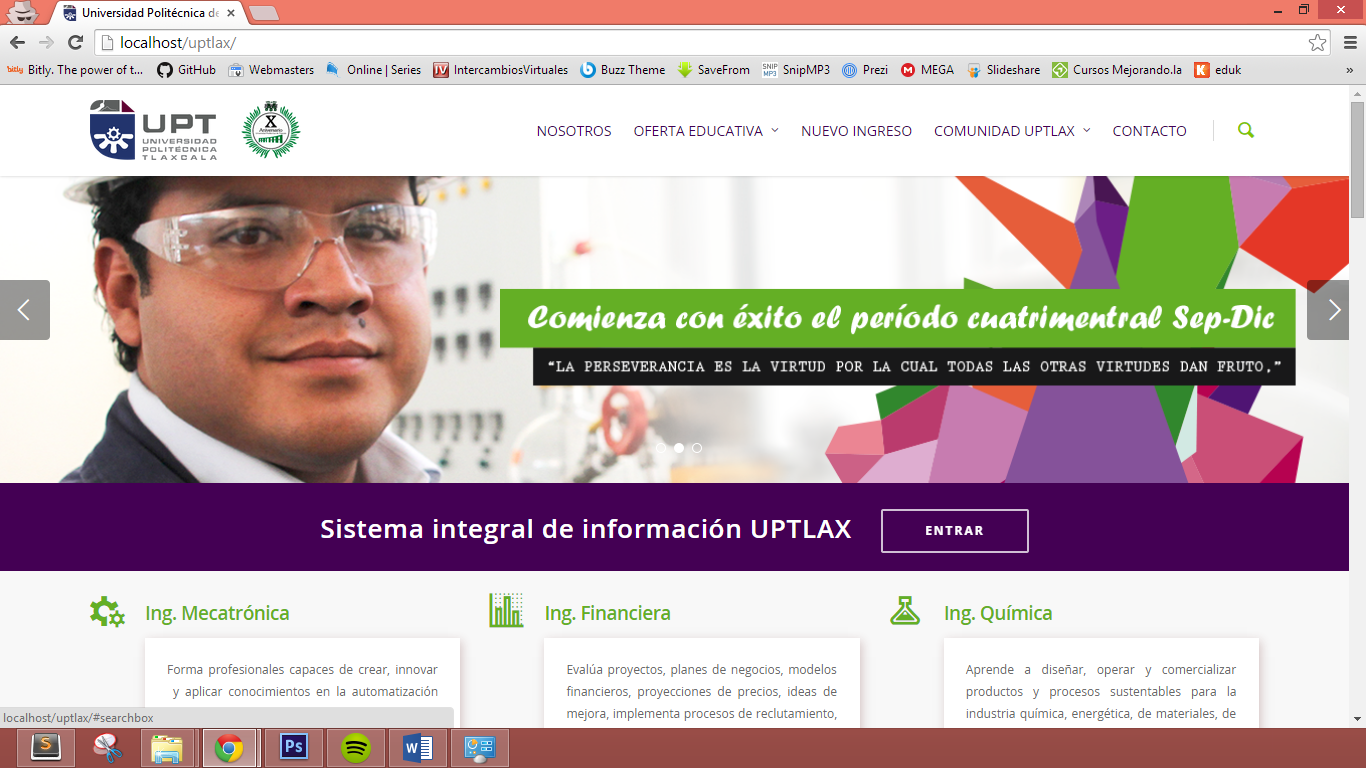 Universidad Politécnica de
localhost/uptlax/
bitly Bitly. The power of t... GitHub Webmasters Online | Series IV IntercambiosVirtuales Buzz Theme SaveFrom SNIP MP3 SnipMP3 Prezi M MEGA Slideshare Cursos Mejorando.la K eduk »
UPT
UNIVERSIDAD
POLITÉCNICA
TLAXCALA
X
Aniversario
NOSOTROS OFERTA EDUCATIVA NUEVO INGRESO COMUNIDAD UPTLAX CONTACTO
Comienza con éxito el período cuatrimentral Sep-Dic
“LA PERSEVERANCIA ES LA VIRTUD POR LA CUAL TODAS LAS OTRAS VIRTUDES DAN FRUTO,”
Sistema integral de información UPTLAX
ENTRAR
Ing. Mecatrónica
Forma profesionales capaces de crear, innovar
y aplicar conocimientos en la automatización
Ing. Financiera
Evalúa proyectos, planes de negocios, modelos
financieros, proyecciones de precios, ideas de
mejora, implementa procesos de reclutamiento,
Ing. Química
Aprende a diseñar, operar y comercializar
productos y procesos sustentables para la
industria química, energética, de materiales, de
localhost/uptlax/#searchbox
S Ps W